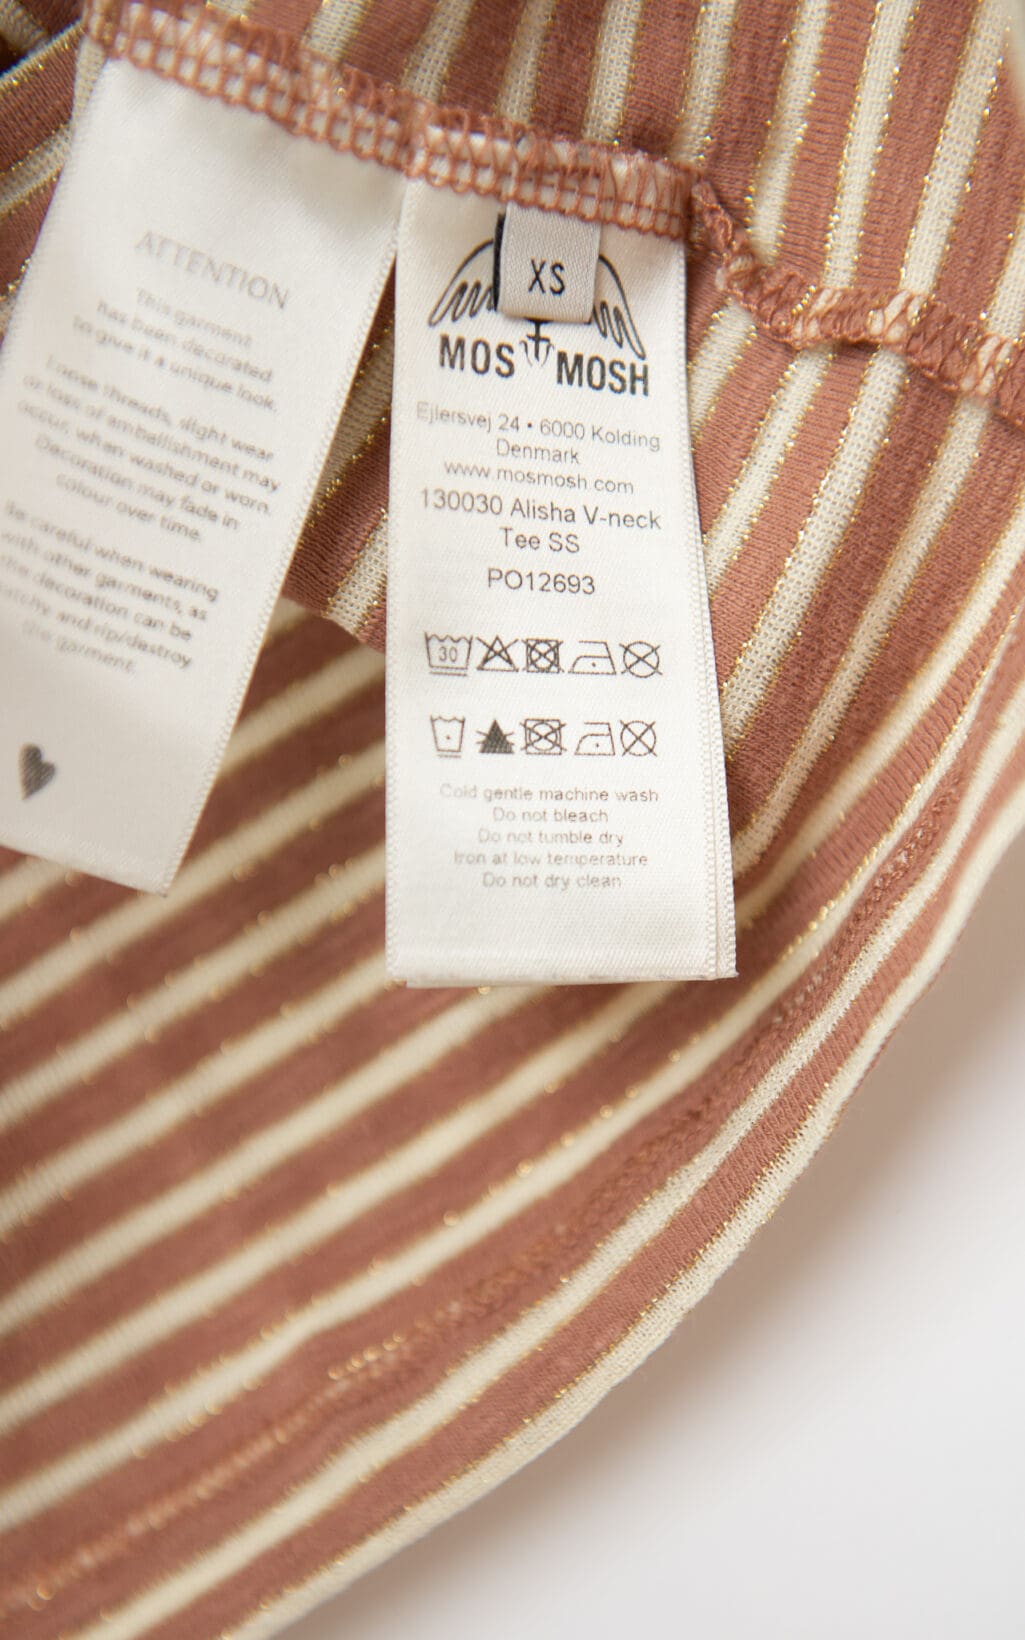 ATTENTION
This garment
has been decorated
to give it a unique look.
Loose threads, slight wear
or loss of embellishment may
occur, when washed or worn.
Decoration may fade in
colour over time.
Be careful when wearing
with other garments, as
the decoration can be
and rip/destroy
the garment.
XS
MOS MOSH
Ejlersvej 24 • 6000 Kolding
Denmark
www.mosmosh.com
130030 Alisha V-neck
Tee SS
PO12693
30
Cold gentle machine wash
Do not bleach
Do not tumble dry
Iron at low temperature
Do not dry clean